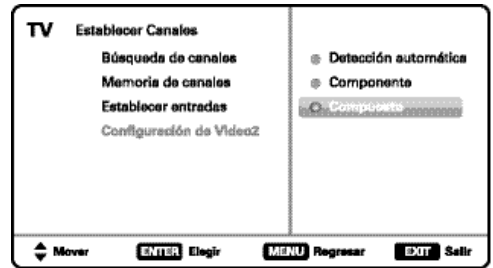 TV Establecer Canales
Búsqueda de canales
Memoria de canales
Establecer entradas
Configuración de Video2
Detección automática
Componente
Compuesto
Mover ENTER Elegir MENU Regresar EXIT Salir